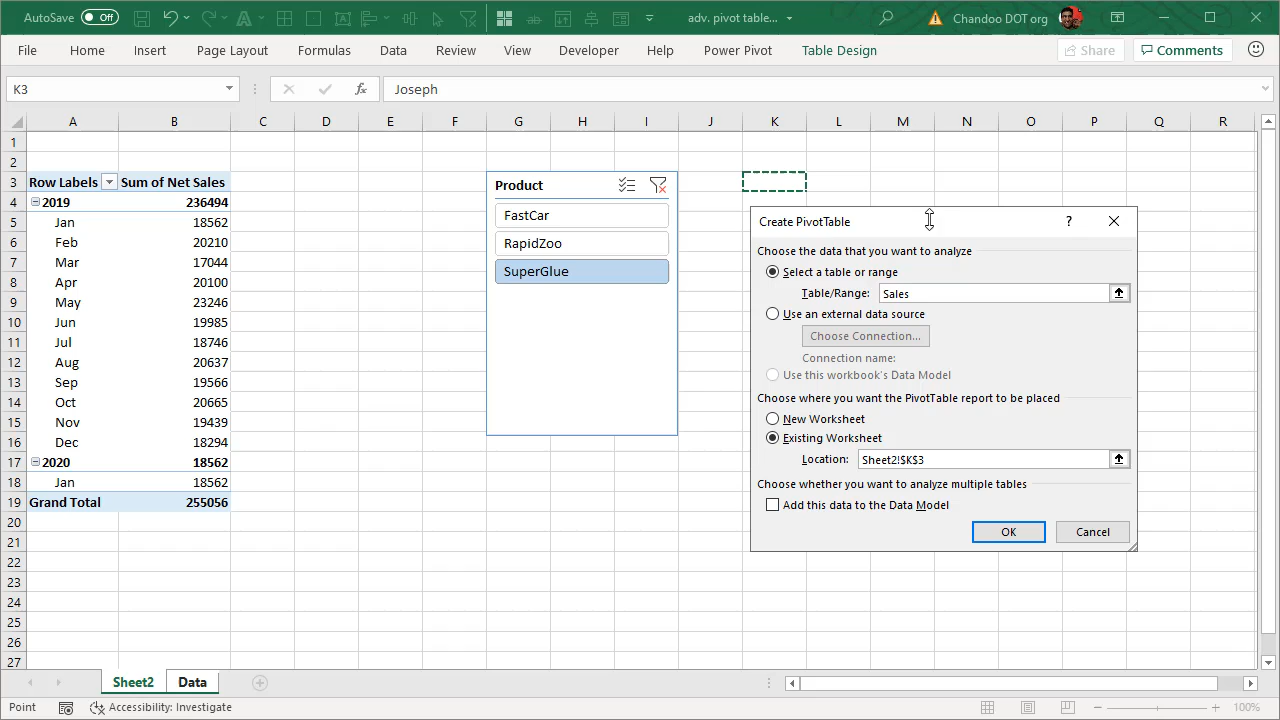 AutoSave Off adv. pivot table... Chandoo DOT org
File Home Insert Page Layout Formulas Data Review View Developer Help Power Pivot Table Design Share Comments
K3 fx Joseph
A B C D E F G H I J K L M N O P Q R
1
2
3 Row Labels Sum of Net Sales
4 2019 236494
5 Jan 18562
6 Feb 20210
7 Mar 17044
8 Apr 20100
9 May 23246
10 Jun 19985
11 Jul 18746
12 Aug 20637
13 Sep 19566
14 Oct 20665
15 Nov 19439
16 Dec 18294
17 2020 18562
18 Jan 18562
19 Grand Total 255056
20
21
22
23
24
25
26
27
Product
FastCar
RapidZoo
SuperGlue
Create PivotTable ?
Choose the data that you want to analyze
Select a table or range
Table/Range: Sales
Use an external data source
Choose Connection...
Connection name:
Use this workbook's Data Model
Choose where you want the PivotTable report to be placed
New Worksheet
Existing Worksheet
Location: Sheet2!$K$3
Choose whether you want to analyze multiple tables
Add this data to the Data Model
OK Cancel
Sheet2 Data
Point Accessibility: Investigate 100%